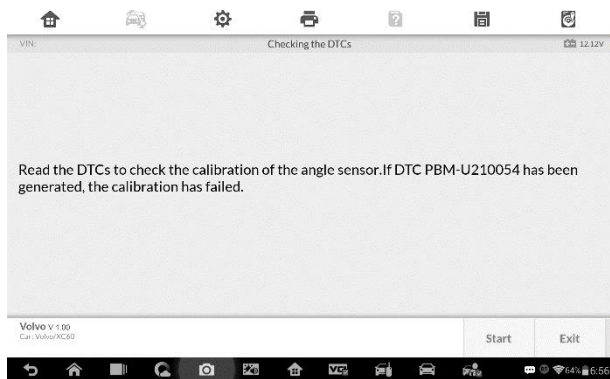 VIN:
Checking the DTCs
12.12V
Read the DTCs to check the calibration of the angle sensor.If DTC PBM-U210054 has been
generated, the calibration has failed.
Volvo V 1.00
Car: Volvo/XC60
Start
Exit
VCI
64%
6:56